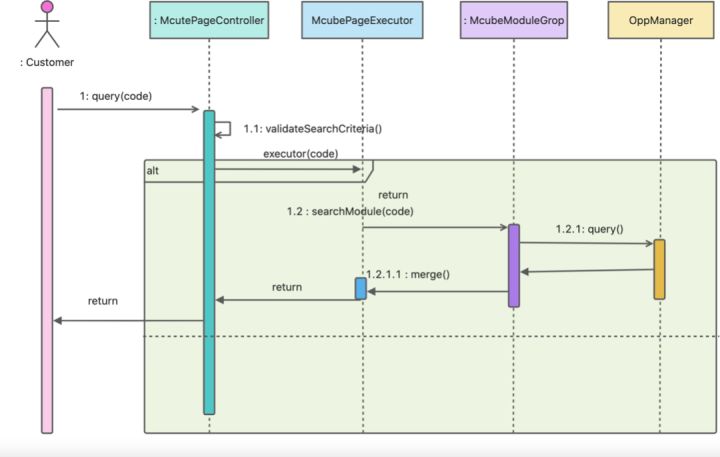 : McutePageController
McubePageExecutor
: McubeModuleGrop
OppManager
: Customer
1: query(code)
1.1: validateSearchCriteria()
executor(code)
alt
return
1.2 : searchModule(code)
1.2.1: query()
1.2.1.1 : merge()
return
return